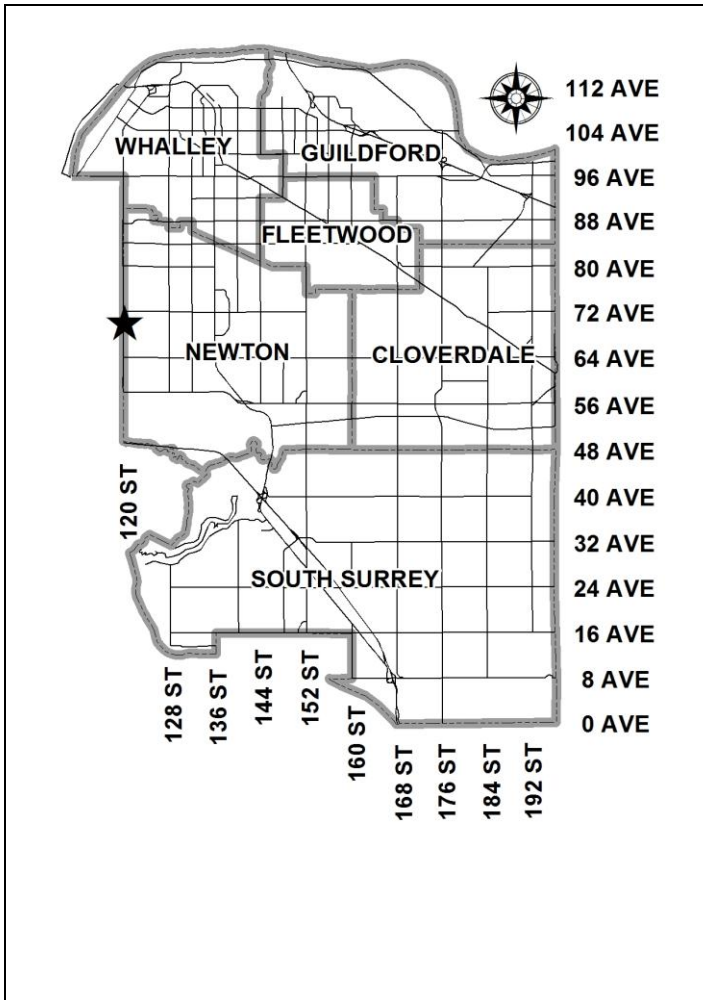 112 AVE
104 AVE
WHALLEY
GUILDFORD
96 AVE
88 AVE
FLEETWOOD
80 AVE
72 AVE
NEWTON
CLOVERDALE
64 AVE
56 AVE
48 AVE
120 ST
40 AVE
32 AVE
SOUTH SURREY
24 AVE
16 AVE
128 ST
136 ST
144 ST
152 ST
160 ST
168 ST
176 ST
184 ST
192 ST
8 AVE
0 AVE